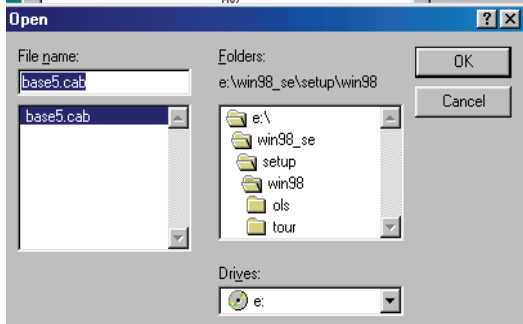 Open
File name:
base5.cab
base5.cab
Folders:
e:\win98_se\setup\win98
e:\
win98_se
setup
win98
ols
tour
Drives:
e:
OK
Cancel